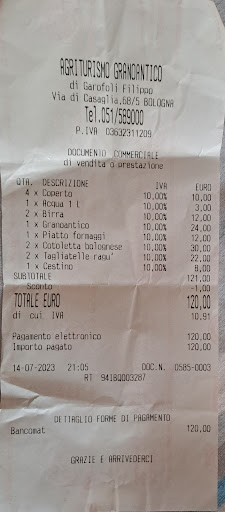 AGRITURISMO GRANOANTICO
di Garofoli Filippo
Via di Casaglia,68/5 BOLOGNA
Tel.051/589000
P.IVA 03632311209
DOCUMENTO COMMERCIALE
di vendita o prestazione
QTA. DESCRIZIONE IVA EURO
4 x Coperto 10,00% 10,00
1 x Acqua 1 L 10,00% 3,00
2 x Birra 10,00% 12,00
1 x Granoantico 10,00% 24,00
1 x Piatto formaggi 10,00% 12,00
2 x Cotoletta bolognese 10,00% 30,00
2 x Tagliatelle ragu' 10,00% 22,00
1 x Cestino 10,00% 8,00
SUBTOTALE 121,00
Sconto -1,00
TOTALE EURO 120,00
di cui IVA 10,91
Pagamento elettronico 120,00
Importo pagato 120,00
14-07-2023 21:05 DOC.N. 0585-0003
RT 94IBQ003287
DETTAGLIO FORME DI PAGAMENTO
Bancomat 120,00
GRAZIE E ARRIVEDERCI